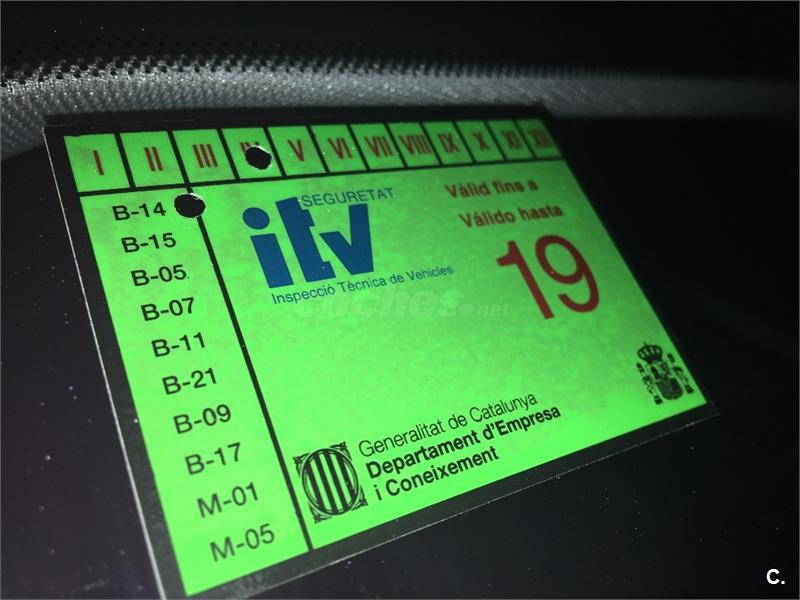 I II III IV V VI VII VIII IX X XI XII
B-14
B-15
B-05
B-07
B-11
B-21
B-09
B-17
M-01
M-05
SEGURETAT
itv
Inspecció Tècnica de Vehicles
Vàlid fins a
Válido hasta
19
coches.net
Generalitat de Catalunya
Departament d'Empresa
i Coneixement
C.